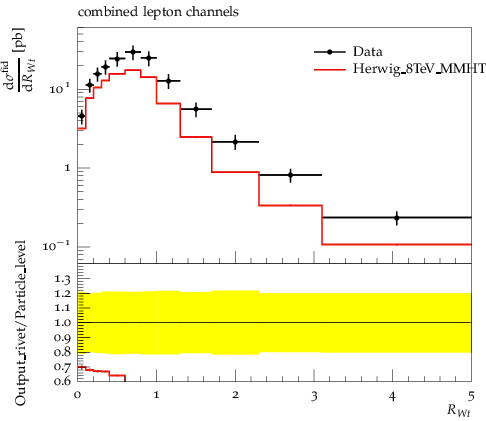 combined lepton channels
dσ^fid/dR_Wt [pb]
Data
Herwig_8TeV_MMHT
10^1
1
10^−1
Output_rivet/Particle_level
1.3
1.2
1.1
1.0
0.9
0.8
0.7
0.6
0 1 2 3 4 5
R_Wt